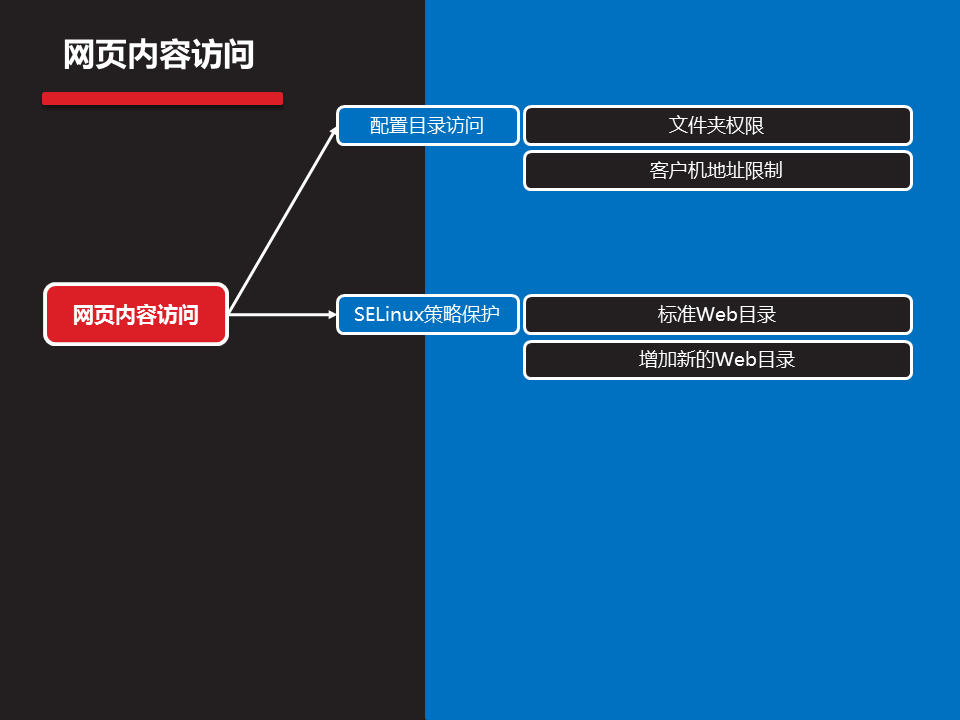 网页内容访问
配置目录访问
文件夹权限
客户机地址限制
网页内容访问
SELinux策略保护
标准Web目录
增加新的Web目录